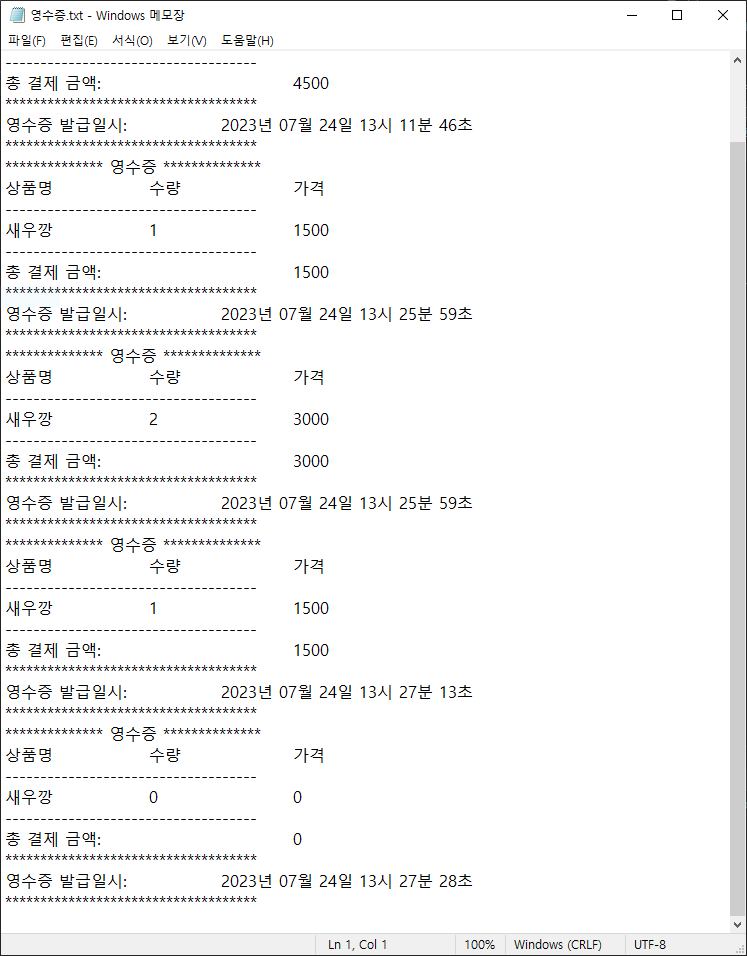 영수증.txt - Windows 메모장
파일(F) 편집(E) 서식(O) 보기(V) 도움말(H)
------------------------------------
총 결제 금액: 4500
************************************
영수증 발급일시: 2023년 07월 24일 13시 11분 46초
************************************
************** 영수증 **************
상품명 수량 가격
------------------------------------
새우깡 1 1500
------------------------------------
총 결제 금액: 1500
************************************
영수증 발급일시: 2023년 07월 24일 13시 25분 59초
************************************
************** 영수증 **************
상품명 수량 가격
------------------------------------
새우깡 2 3000
------------------------------------
총 결제 금액: 3000
************************************
영수증 발급일시: 2023년 07월 24일 13시 25분 59초
************************************
************** 영수증 **************
상품명 수량 가격
------------------------------------
새우깡 1 1500
------------------------------------
총 결제 금액: 1500
************************************
영수증 발급일시: 2023년 07월 24일 13시 27분 13초
************************************
************** 영수증 **************
상품명 수량 가격
------------------------------------
새우깡 0 0
------------------------------------
총 결제 금액: 0
************************************
영수증 발급일시: 2023년 07월 24일 13시 27분 28초
************************************
Ln 1, Col 1 100% Windows (CRLF) UTF-8